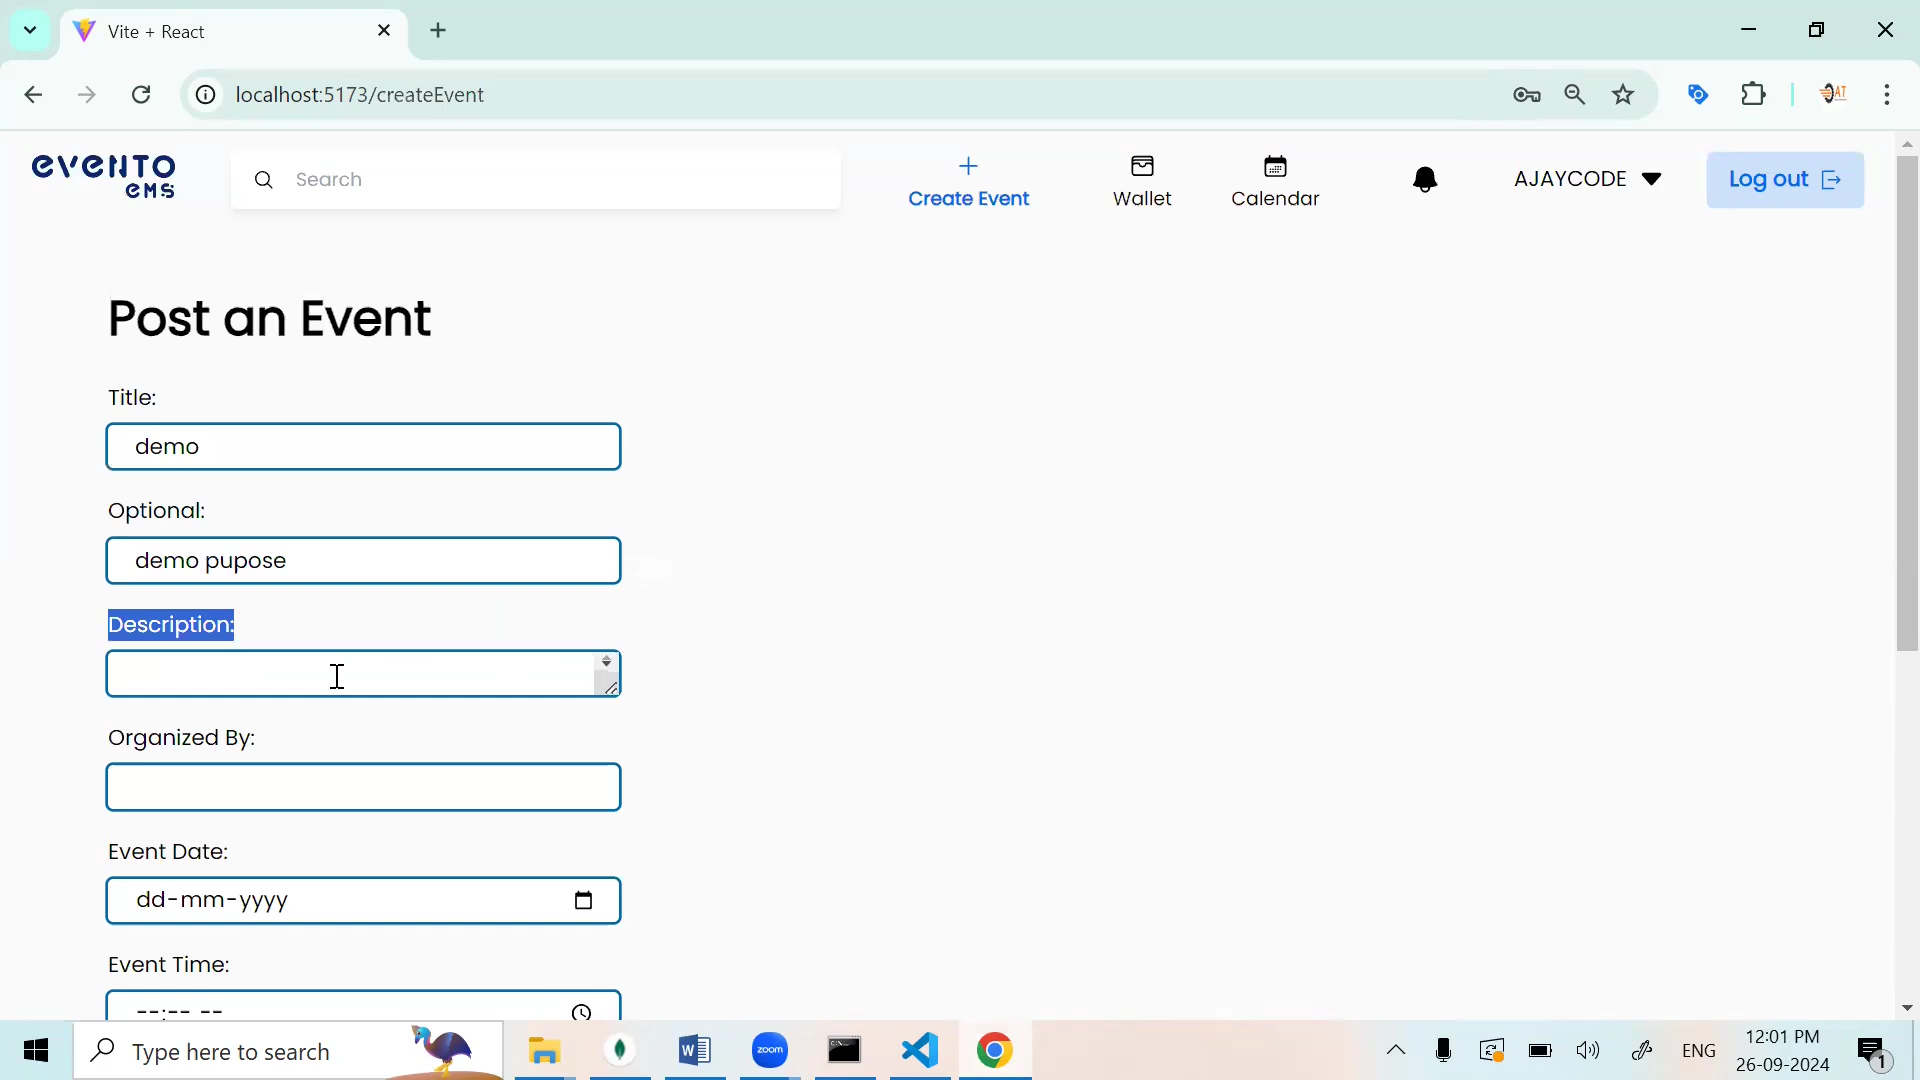 Vite + React
localhost:5173/createEvent
evento
ems
Search
Create Event
Wallet
Calendar
AJAYCODE
Log out
Post an Event
Title:
demo
Optional:
demo pupose
Description:
Organized By:
Event Date:
dd-mm-yyyy
Event Time:
--:-- --
Type here to search
zoom
ENG
12:01 PM
26-09-2024
1